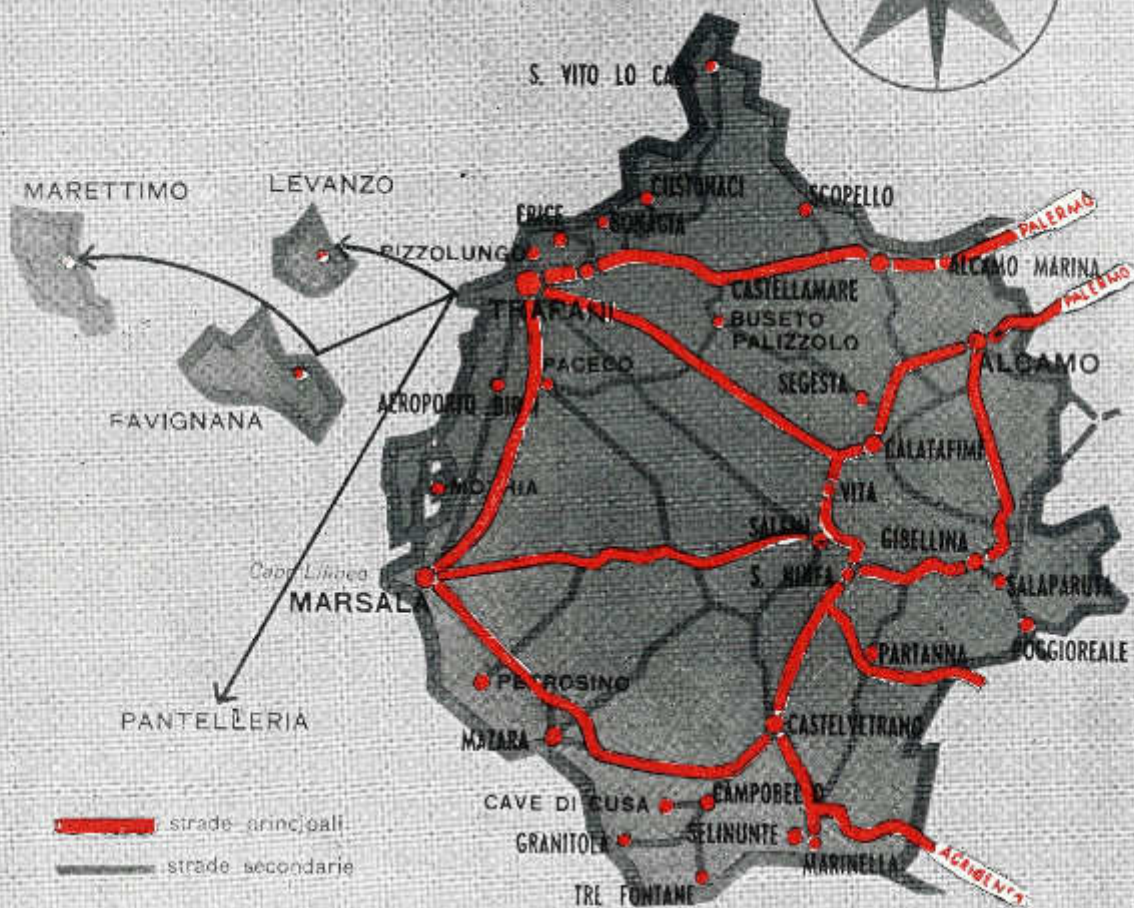 S. VITO LO CAPO
MARETTIMO
LEVANZO
CUSTONACI
SCOPELLO
ERICE
BONAGIA
PIZZOLUNGO
PALERMO
ALCAMO MARINA
TRAPANI
CASTELLAMARE
PALERMO
BUSETO
PALIZZOLO
ALCAMO
PACECO
SEGESTA
AEROPORTO BIRGI
FAVIGNANA
CALATAFIMI
MOTHIA
VITA
SALEMI
GIBELLINA
Capo Lilibeo
S. NINFA
SALAPARUTA
MARSALA
POGGIOREALE
PARTANNA
PETROSINO
PANTELLERIA
CASTELVETRANO
MAZARA
CAVE DI CUSA
CAMPOBELLO
strade principali
GRANITOLA
SELINUNTE
MARINELLA
AGRIGENTO
strade secondarie
TRE FONTANE